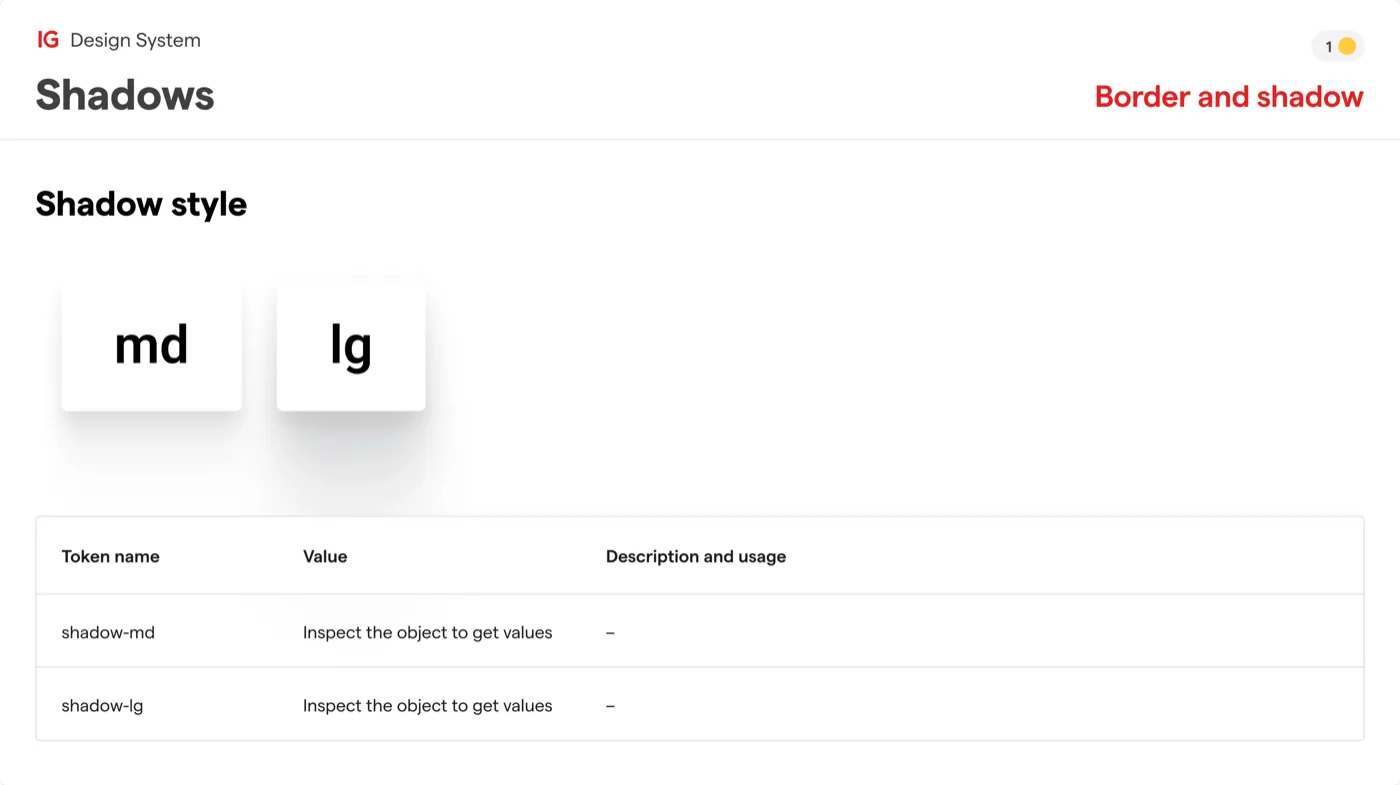 IG Design System
1
Shadows
Border and shadow
Shadow style
md
lg
Token name Value Description and usage
shadow-md Inspect the object to get values –
shadow-lg Inspect the object to get values –